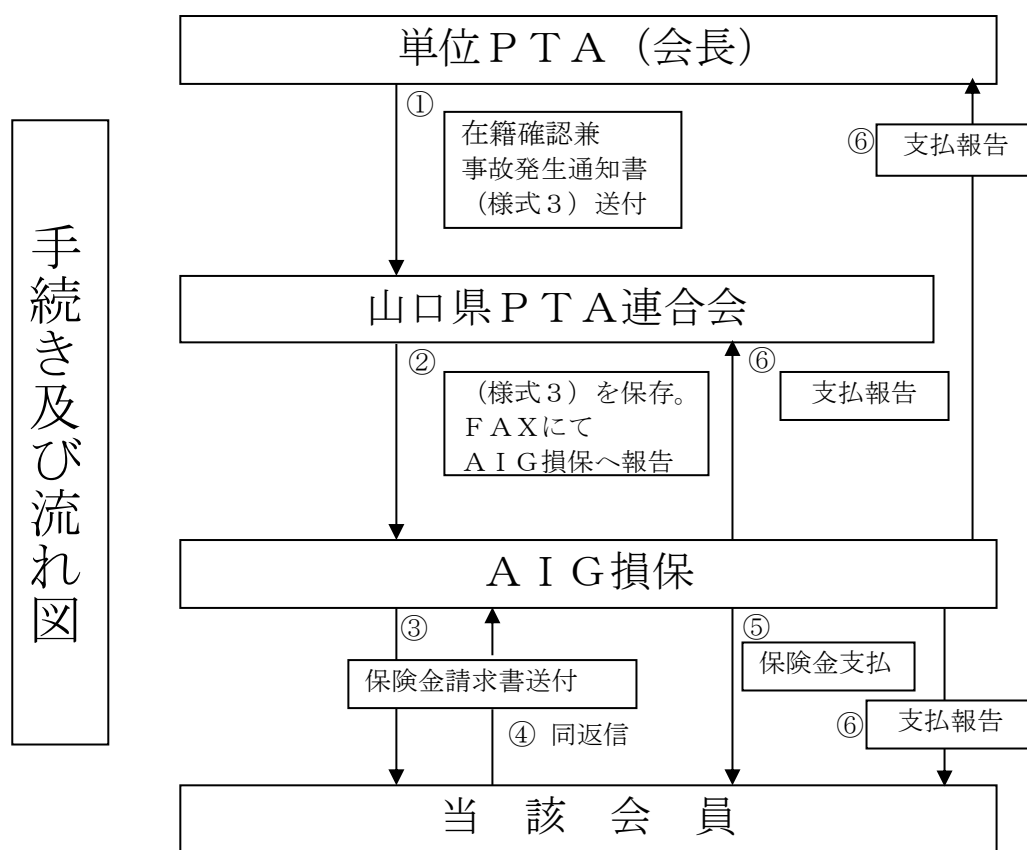 手続き及び流れ図
単位ＰＴＡ（会長）
①
在籍確認兼
事故発生通知書
（様式３）送付
⑥
支払報告
山口県ＰＴＡ連合会
②
（様式３）を保存。
ＦＡＸにて
ＡＩＧ損保へ報告
⑥
支払報告
ＡＩＧ損保
③
保険金請求書送付
④ 同返信
⑤
保険金支払
⑥
支払報告
当　該　会　員